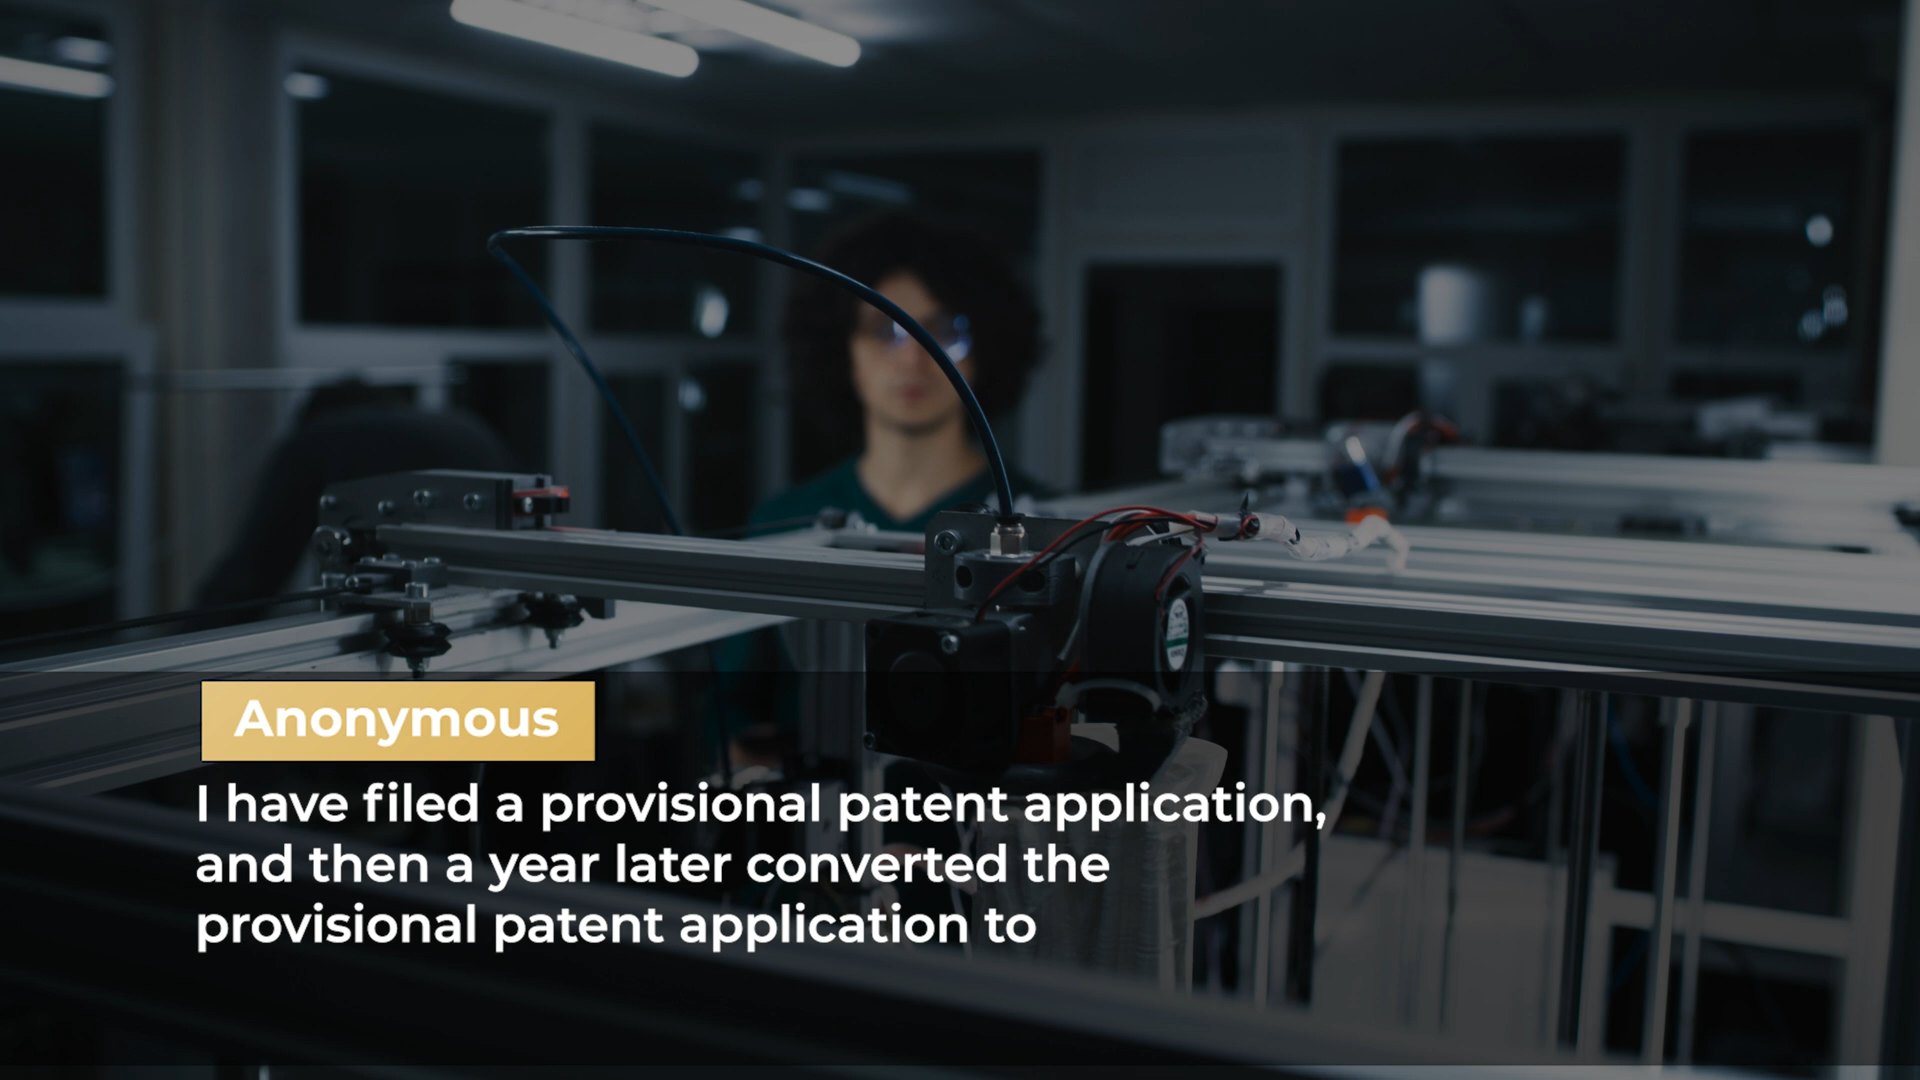 Anonymous
I have filed a provisional patent application,
and then a year later converted the
provisional patent application to